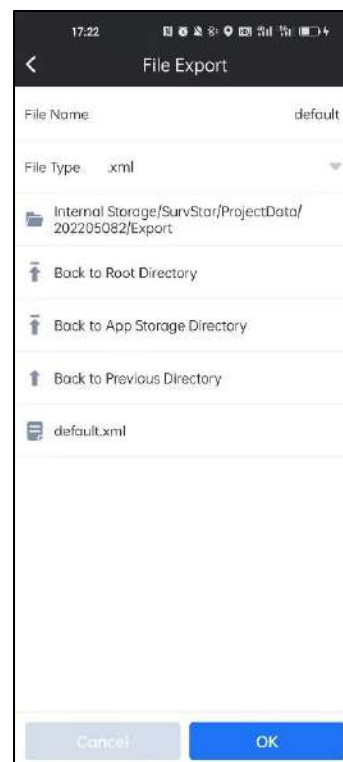 17:22
File Export
File Name default
File Type .xml
Internal Storage/SurvStar/ProjectData/
202205082/Export
Back to Root Directory
Back to App Storage Directory
Back to Previous Directory
default.xml
Cancel OK